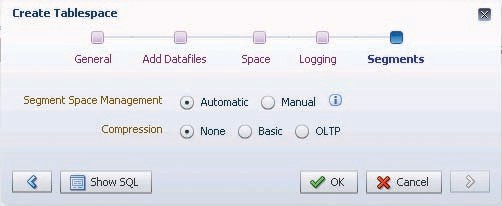 Create Tablespace
General Add Datafiles Space Logging Segments
Segment Space Management Automatic Manual
Compression None Basic OLTP
Show SQL OK Cancel